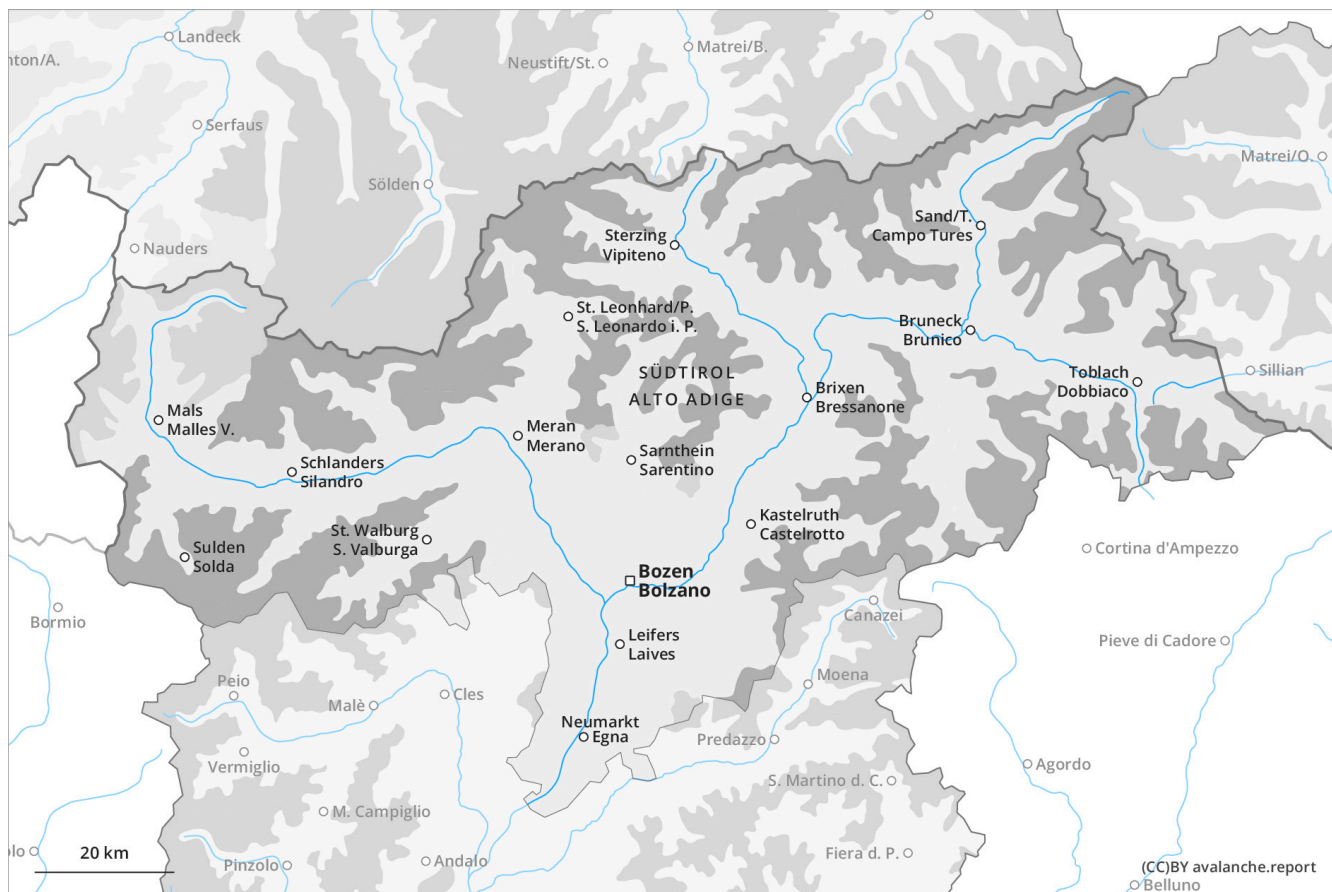 Landeck
nton/A.
Matrei/B.
Neustift/St.
Serfaus
Matrei/O.
Sölden
Sand/T.
Campo Tures
Sterzing
Vipiteno
Nauders
St. Leonhard/P.
S. Leonardo i. P.
Bruneck
Brunico
SÜDTIROL
ALTO ADIGE
Toblach
Dobbiaco
Sillian
Brixen
Bressanone
Mals
Malles V.
Meran
Merano
Schlanders
Silandro
Sarnthein
Sarentino
Kastelruth
Castelrotto
St. Walburg
S. Valburga
Sulden
Solda
Cortina d'Ampezzo
Bozen
Bolzano
Bormio
Canazei
Leifers
Laives
Pieve di Cadore
Moena
Peio
Malè
Cles
Neumarkt
Egna
Predazzo
Vermiglio
Agordo
S. Martino d. C.
M. Campiglio
olo
20 km
Pinzolo
Andalo
Fiera d. P.
(CC)BY avalanche.report
Belluno